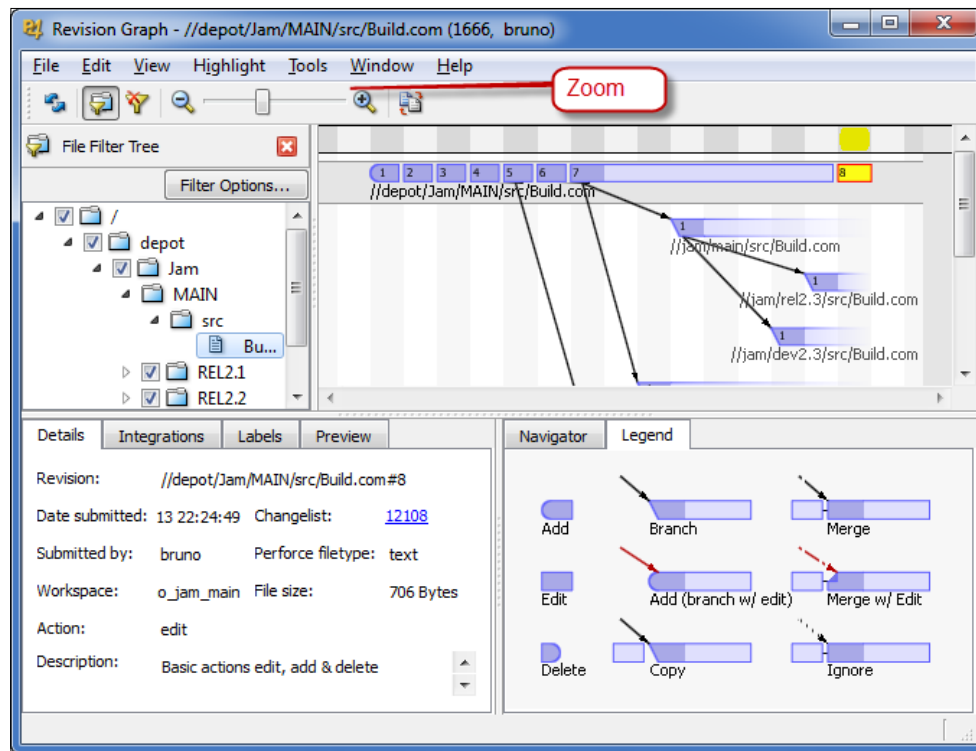 Revision Graph - //depot/Jam/MAIN/src/Build.com (1666, bruno)
File Edit View Highlight Tools Window Help
Zoom
File Filter Tree
Filter Options...
/
depot
Jam
MAIN
src
Bu...
REL2.1
REL2.2
1 2 3 4 5 6 7 8
//depot/Jam/MAIN/src/Build.com
1
//jam/main/src/Build.com
1
//jam/rel2.3/src/Build.com
1
//jam/dev2.3/src/Build.com
Details Integrations Labels Preview
Revision: //depot/Jam/MAIN/src/Build.com#8
Date submitted: 13 22:24:49 Changelist: 12108
Submitted by: bruno Perforce filetype: text
Workspace: o_jam_main File size: 706 Bytes
Action: edit
Description: Basic actions edit, add & delete
Navigator Legend
Add Branch Merge
Edit Add (branch w/ edit) Merge w/ Edit
Delete Copy Ignore